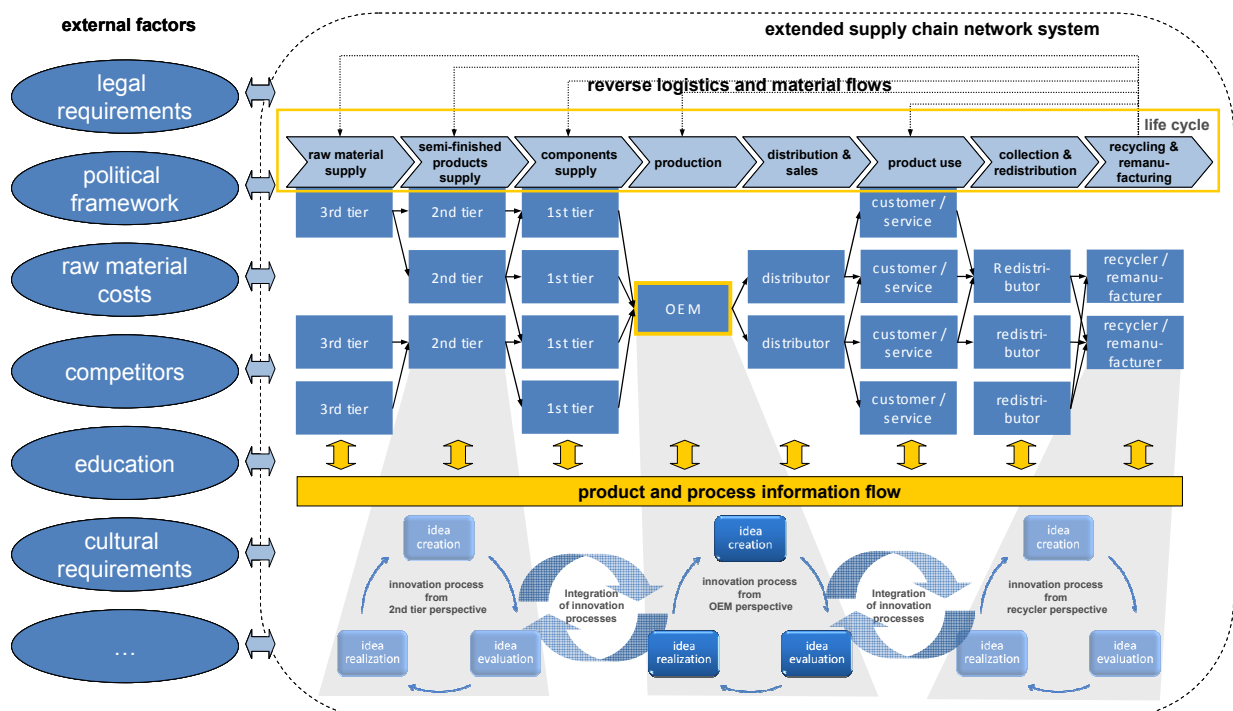 external factors
extended supply chain network system
legal
requirements
political
framework
raw material
costs
competitors
education
cultural
requirements
...
reverse logistics and material flows
life cycle
raw material
supply
semi-finished
products
supply
components
supply
production
distribution &
sales
product use
collection &
redistribution
recycling &
remanu-
facturing
3rd tier
2nd tier
1st tier
customer /
service
2nd tier
1st tier
OEM
distributor
customer /
service
Redistri-
butor
recycler /
remanu-
facturer
3rd tier
2nd tier
1st tier
distributor
customer /
service
redistri-
butor
recycler /
remanu-
facturer
3rd tier
1st tier
customer /
service
redistri-
butor
product and process information flow
idea
creation
innovation process
from
2nd tier perspective
idea
realization
idea
evaluation
Integration
of innovation
processes
idea
creation
innovation process
from
OEM perspective
idea
realization
idea
evaluation
Integration
of innovation
processes
idea
creation
innovation process
from
recycler perspective
idea
realization
idea
evaluation